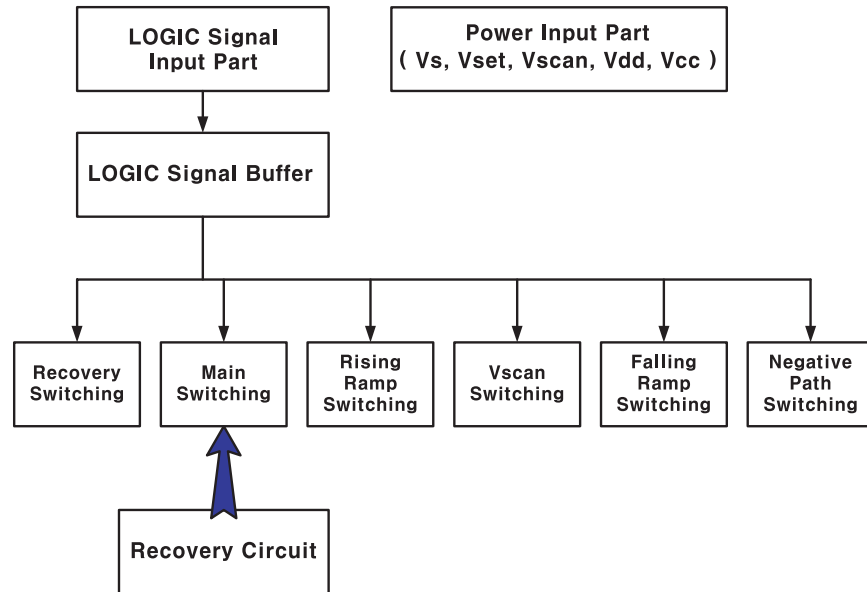 LOGIC Signal
Input Part
Power Input Part
( Vs, Vset, Vscan, Vdd, Vcc )
LOGIC Signal Buffer
Recovery
Switching
Main
Switching
Rising
Ramp
Switching
Vscan
Switching
Falling
Ramp
Switching
Negative
Path
Switching
Recovery Circuit